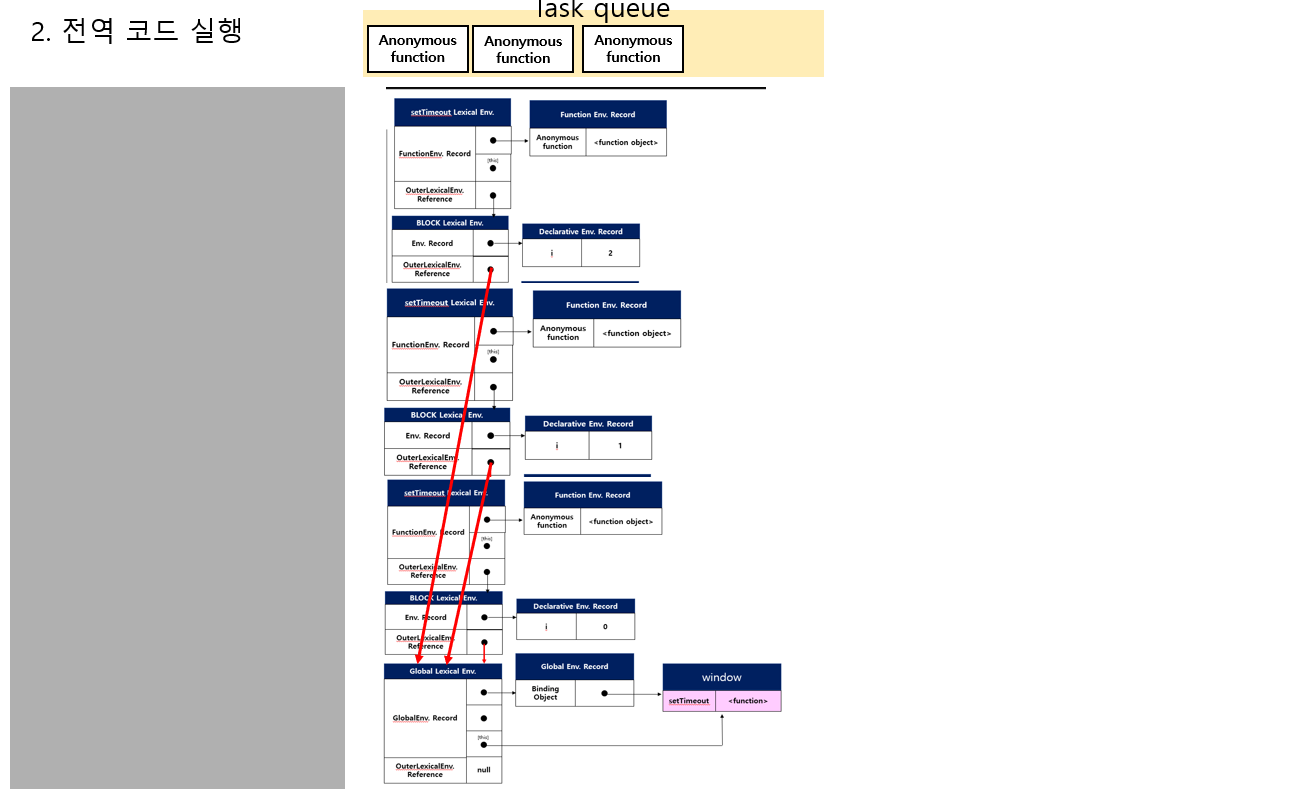 2. 전역 코드 실행
Task queue
Anonymous
function
Anonymous
function
Anonymous
function
setTimeout Lexical Env.
FunctionEnv. Record
[this]
OuterLexicalEnv.
Reference
Function Env. Record
Anonymous
function
<function object>
BLOCK Lexical Env.
Env. Record
OuterLexicalEnv.
Reference
Declarative Env. Record
i
2
setTimeout Lexical Env.
FunctionEnv. Record
[this]
OuterLexicalEnv.
Reference
Function Env. Record
Anonymous
function
<function object>
BLOCK Lexical Env.
Env. Record
OuterLexicalEnv.
Reference
Declarative Env. Record
i
1
setTimeout Lexical Env.
FunctionEnv. Record
[this]
OuterLexicalEnv.
Reference
Function Env. Record
Anonymous
function
<function object>
BLOCK Lexical Env.
Env. Record
OuterLexicalEnv.
Reference
Declarative Env. Record
i
0
Global Lexical Env.
GlobalEnv. Record
[this]
OuterLexicalEnv.
Reference
null
Global Env. Record
Binding
Object
window
setTimeout
<function>